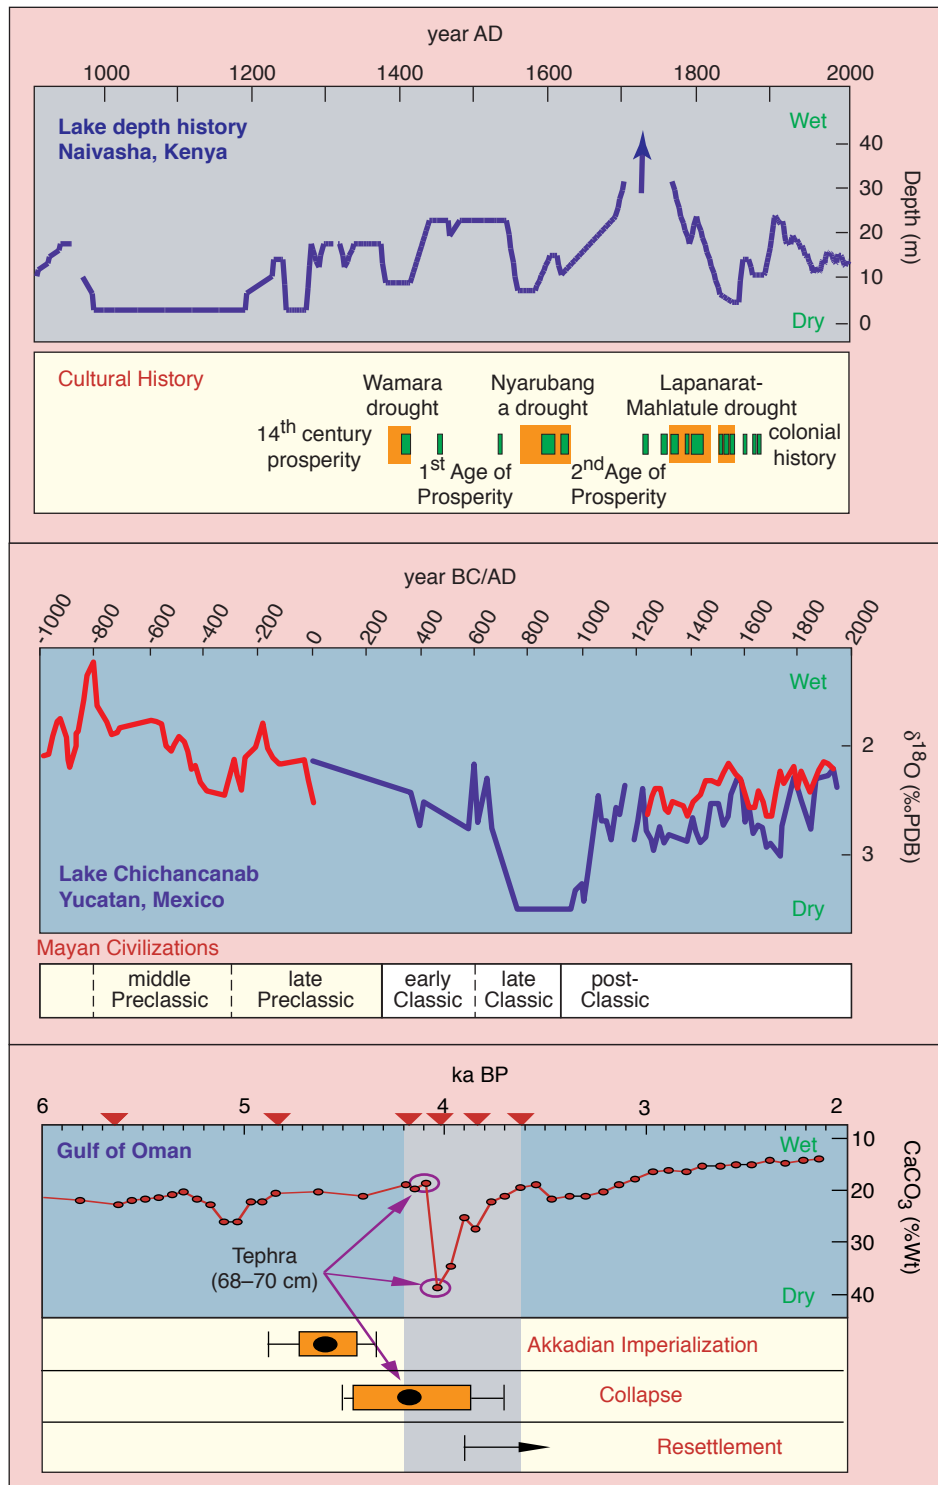 year AD
1000 1200 1400 1600 1800 2000
Lake depth history
Naivasha, Kenya
Wet
40
30
20
10
0
Depth (m)
Dry
Cultural History
Wamara
drought
Nyarubang
a drought
Lapanarat-
Mahlatule drought
14th century
prosperity
1st Age of
Prosperity
2nd Age of
Prosperity
colonial
history
year BC/AD
-1000 -800 -600 -400 -200 0 200 400 600 800 1000 1200 1400 1600 1800 2000
Wet
2
3
δ18O (‰PDB)
Lake Chichancanab
Yucatan, Mexico
Dry
Mayan Civilizations
middle
Preclassic
late
Preclassic
early
Classic
late
Classic
post-
Classic
ka BP
6 5 4 3 2
Gulf of Oman
Wet
10
20
30
40
CaCO3 (%Wt)
Tephra
(68–70 cm)
Dry
Akkadian Imperialization
Collapse
Resettlement